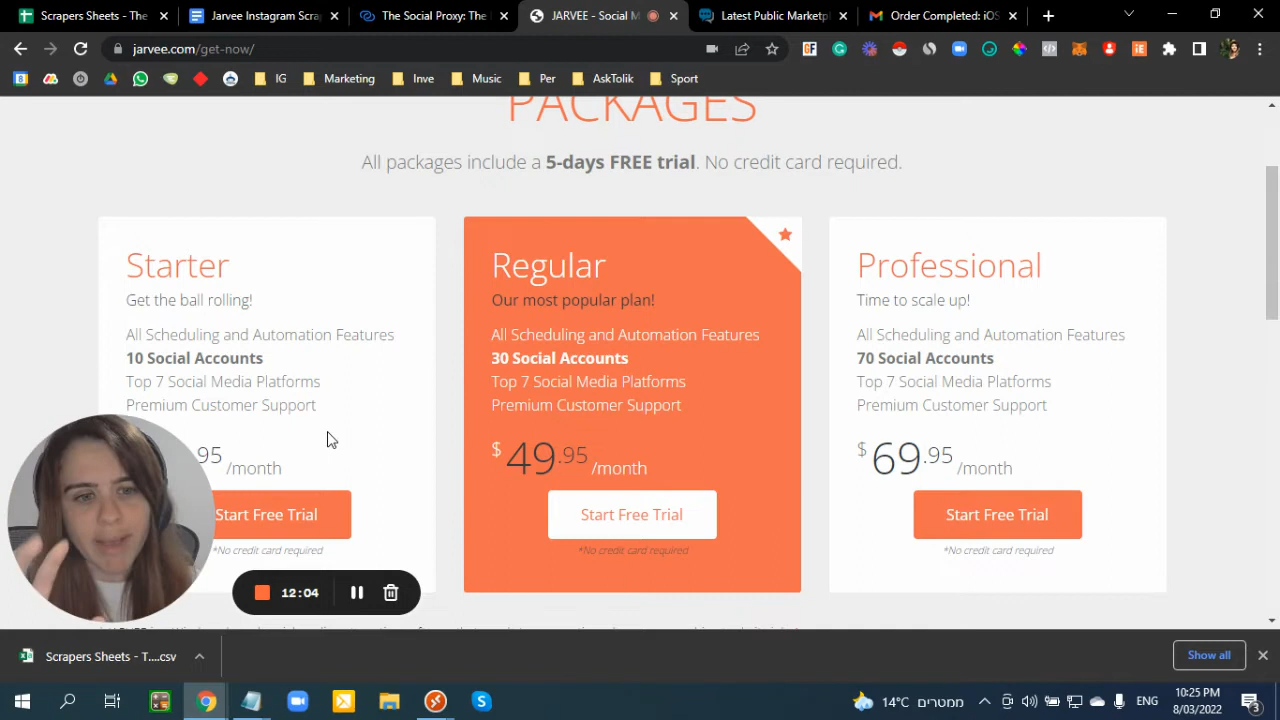 Scrapers Sheets - The
Jarvee Instagram Scrap
The Social Proxy: The
JARVEE - Social M
Latest Public Marketpl
Order Completed: iOS
jarvee.com/get-now/
IG
Marketing
Inve
Music
Per
AskTolik
Sport
PACKAGES
All packages include a 5-days FREE trial. No credit card required.
Starter
Get the ball rolling!
All Scheduling and Automation Features
10 Social Accounts
Top 7 Social Media Platforms
Premium Customer Support
95 /month
Start Free Trial
*No credit card required
Regular
Our most popular plan!
All Scheduling and Automation Features
30 Social Accounts
Top 7 Social Media Platforms
Premium Customer Support
$49.95 /month
Start Free Trial
*No credit card required
Professional
Time to scale up!
All Scheduling and Automation Features
70 Social Accounts
Top 7 Social Media Platforms
Premium Customer Support
$69.95 /month
Start Free Trial
*No credit card required
12:04
Scrapers Sheets - T....csv
Show all
14°C ממטרים
ENG
10:25 PM
8/03/2022
3